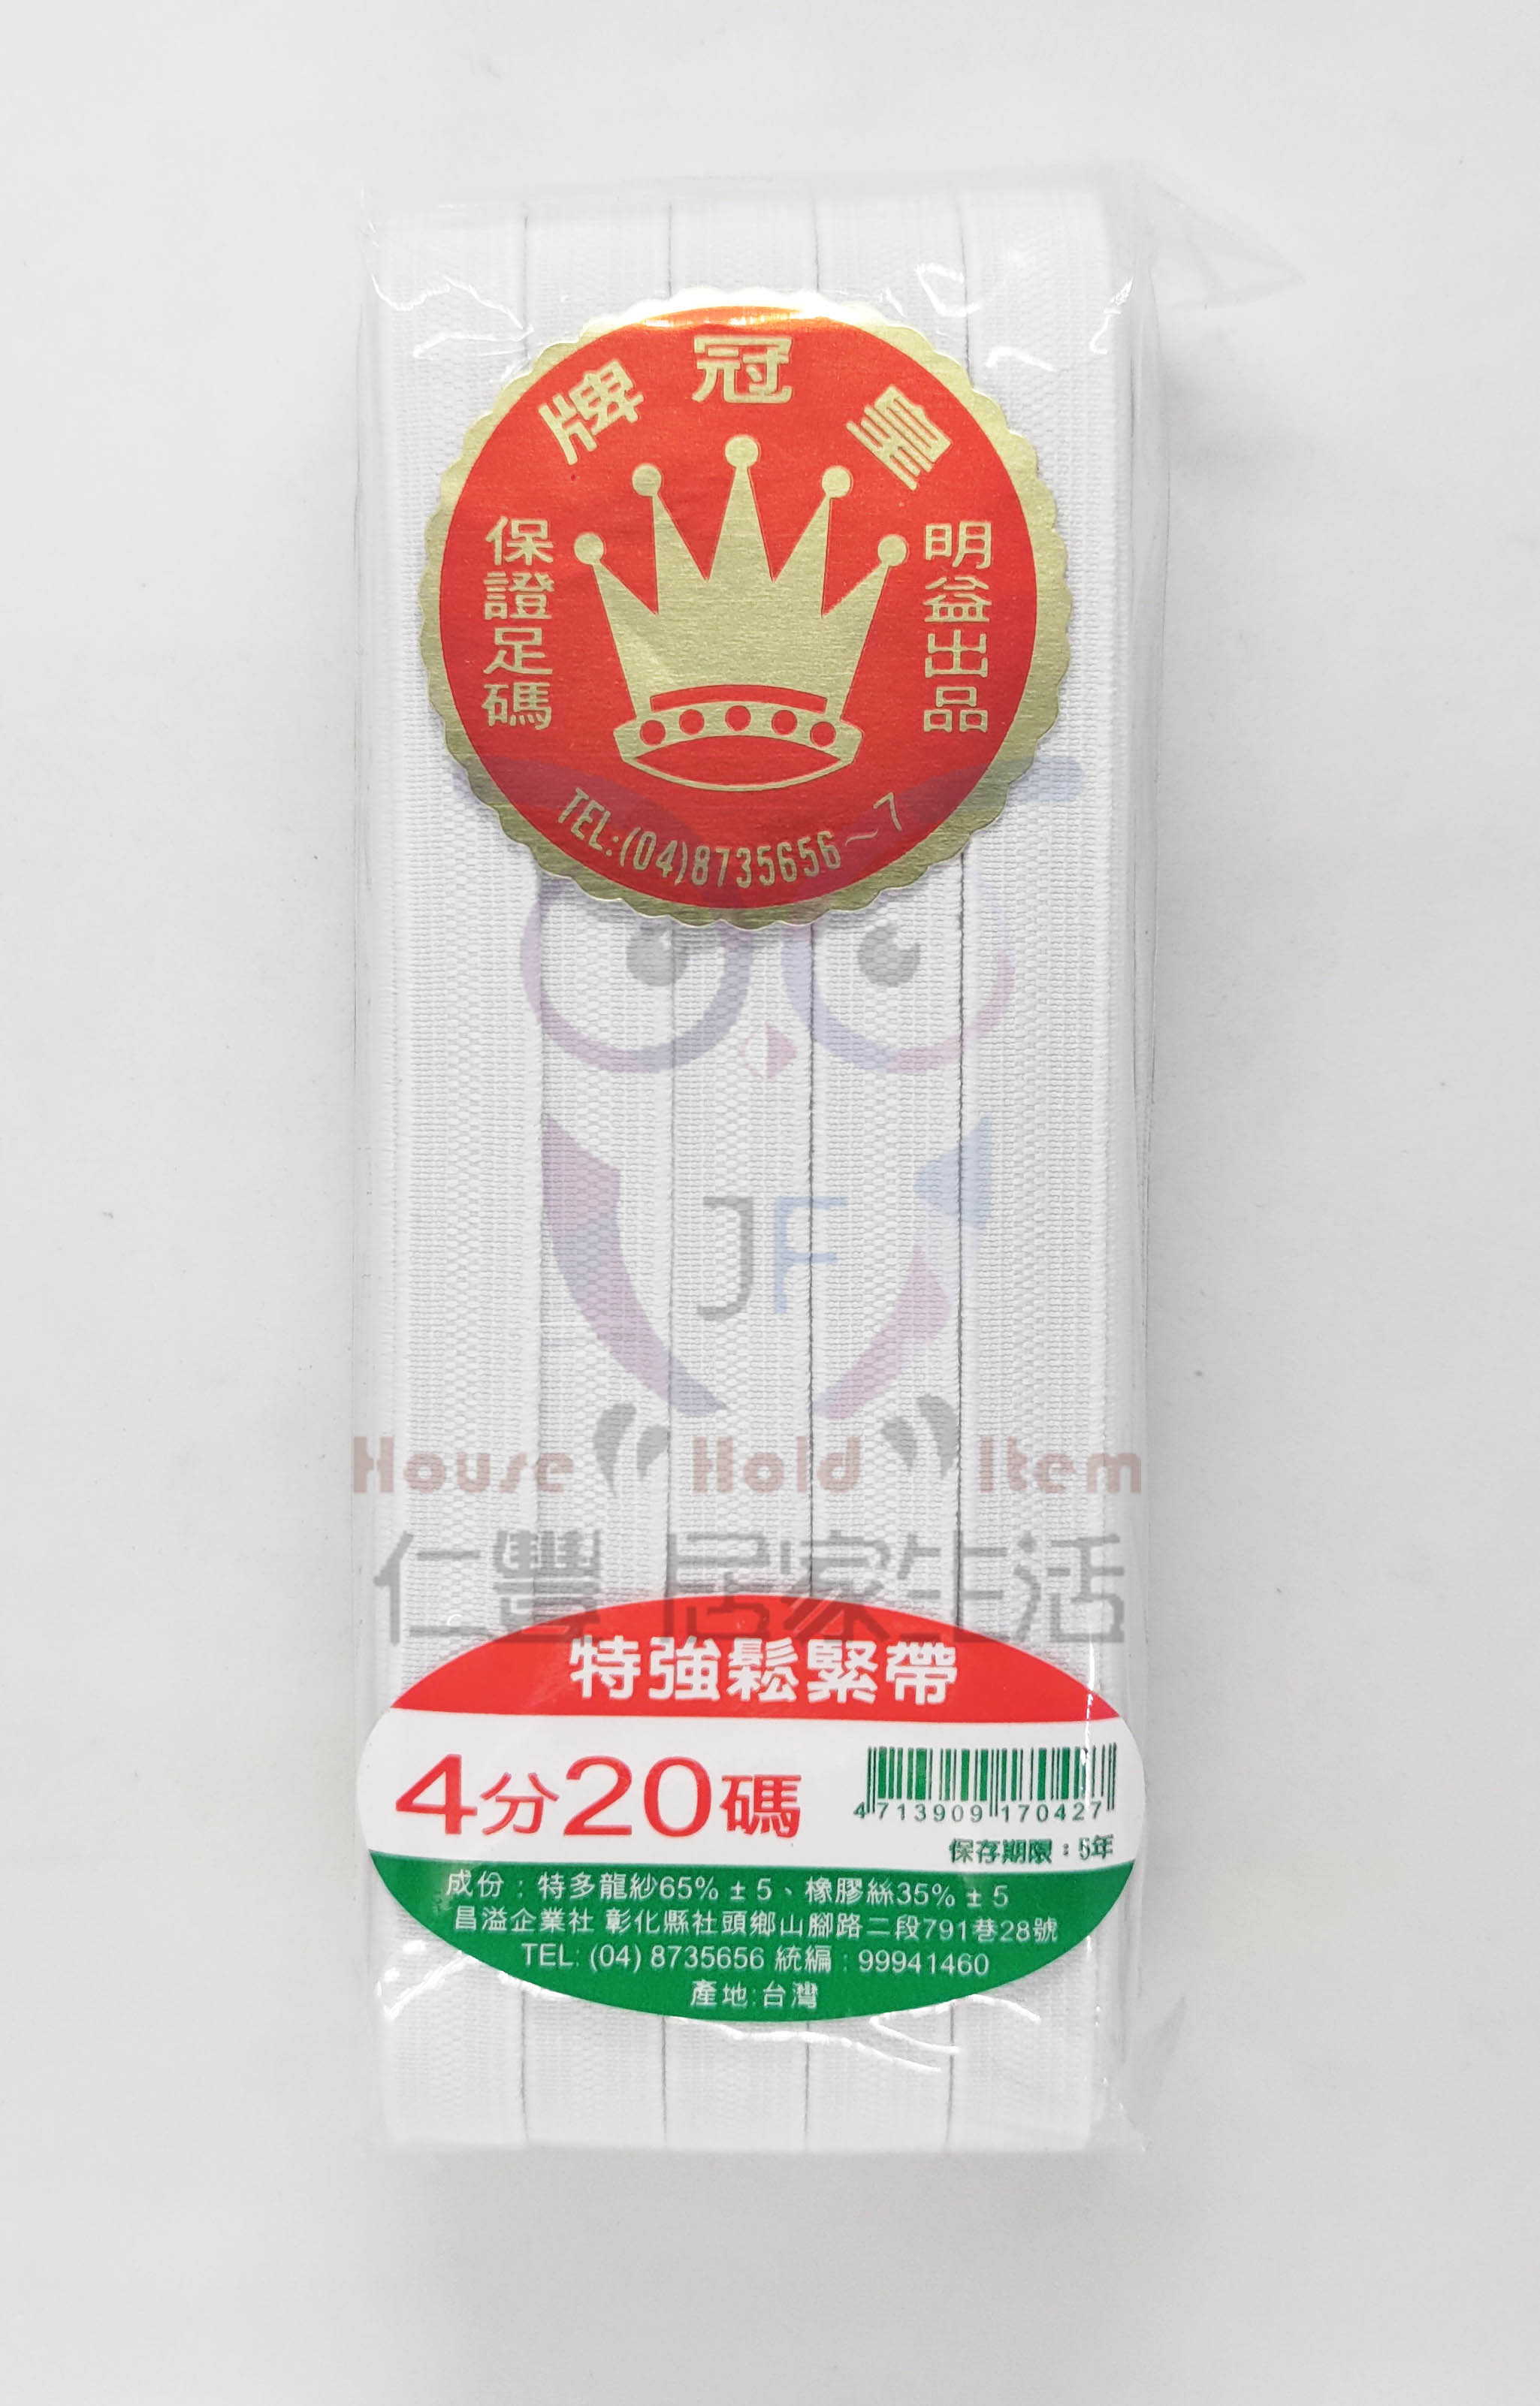 皇冠牌
明益出品
保證足碼
TEL:(04)8735656～7
JF
House Hold Item
仁豐 居家生活
特強鬆緊帶
4分20碼
4713909170427
保存期限：5年
成份：特多龍紗65%±5、橡膠絲35%±5
昌溢企業社 彰化縣社頭鄉山腳路二段791巷28號
TEL: (04) 8735656 統編：99941460
產地:台灣